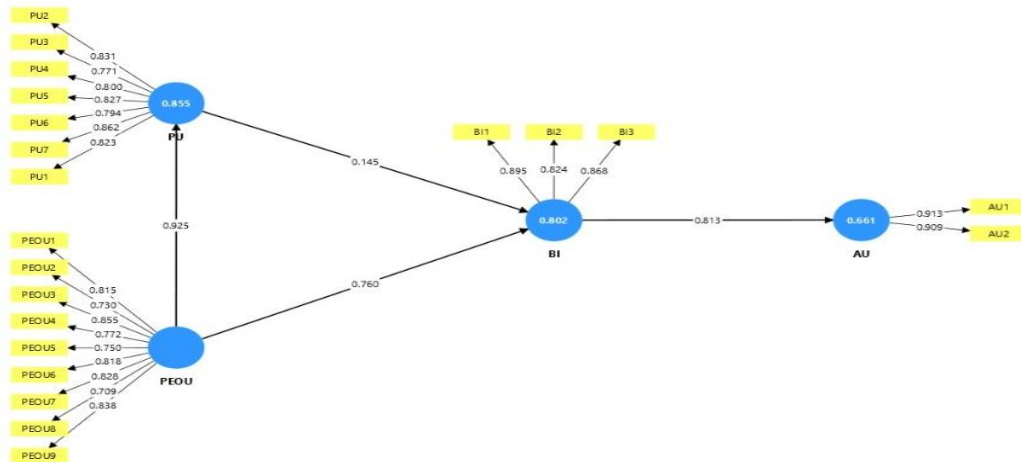 PU2
PU3
PU4
PU5
PU6
PU7
PU1
0.831
0.771
0.800
0.827
0.794
0.862
0.823
0.855
PU
0.145
0.925
BI1
BI2
BI3
0.895
0.824
0.868
0.802
BI
0.813
0.661
AU
0.913
0.909
AU1
AU2
0.760
PEOU1
PEOU2
PEOU3
PEOU4
PEOU5
PEOU6
PEOU7
PEOU8
PEOU9
0.815
0.730
0.855
0.772
0.750
0.818
0.828
0.709
0.838
PEOU